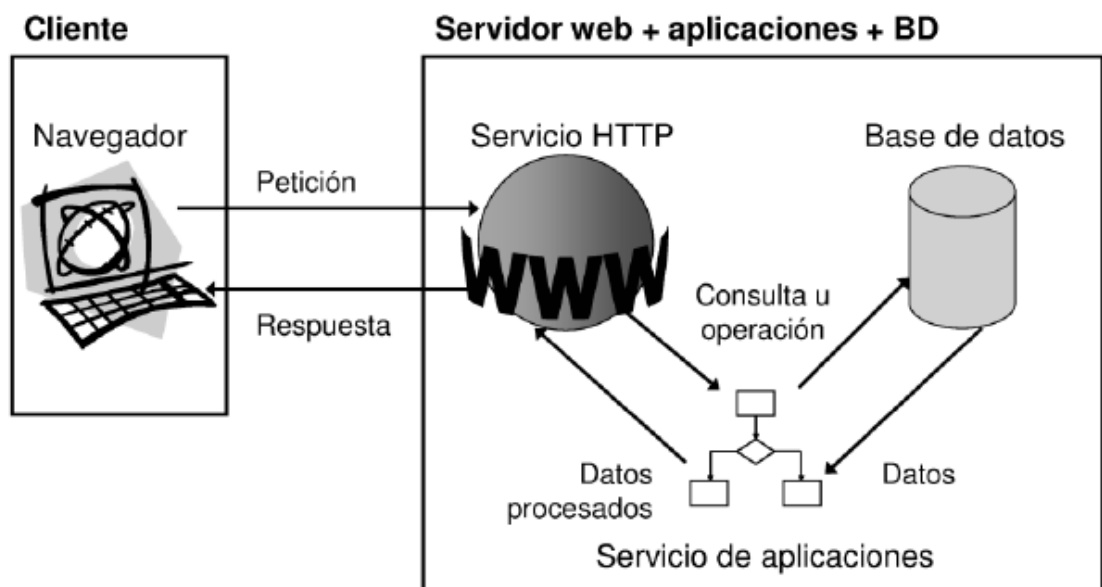 Cliente
Servidor web + aplicaciones + BD
Navegador
Servicio HTTP
Base de datos
Petición
WWW
Respuesta
Consulta u
operación
Datos
procesados
Datos
Servicio de aplicaciones